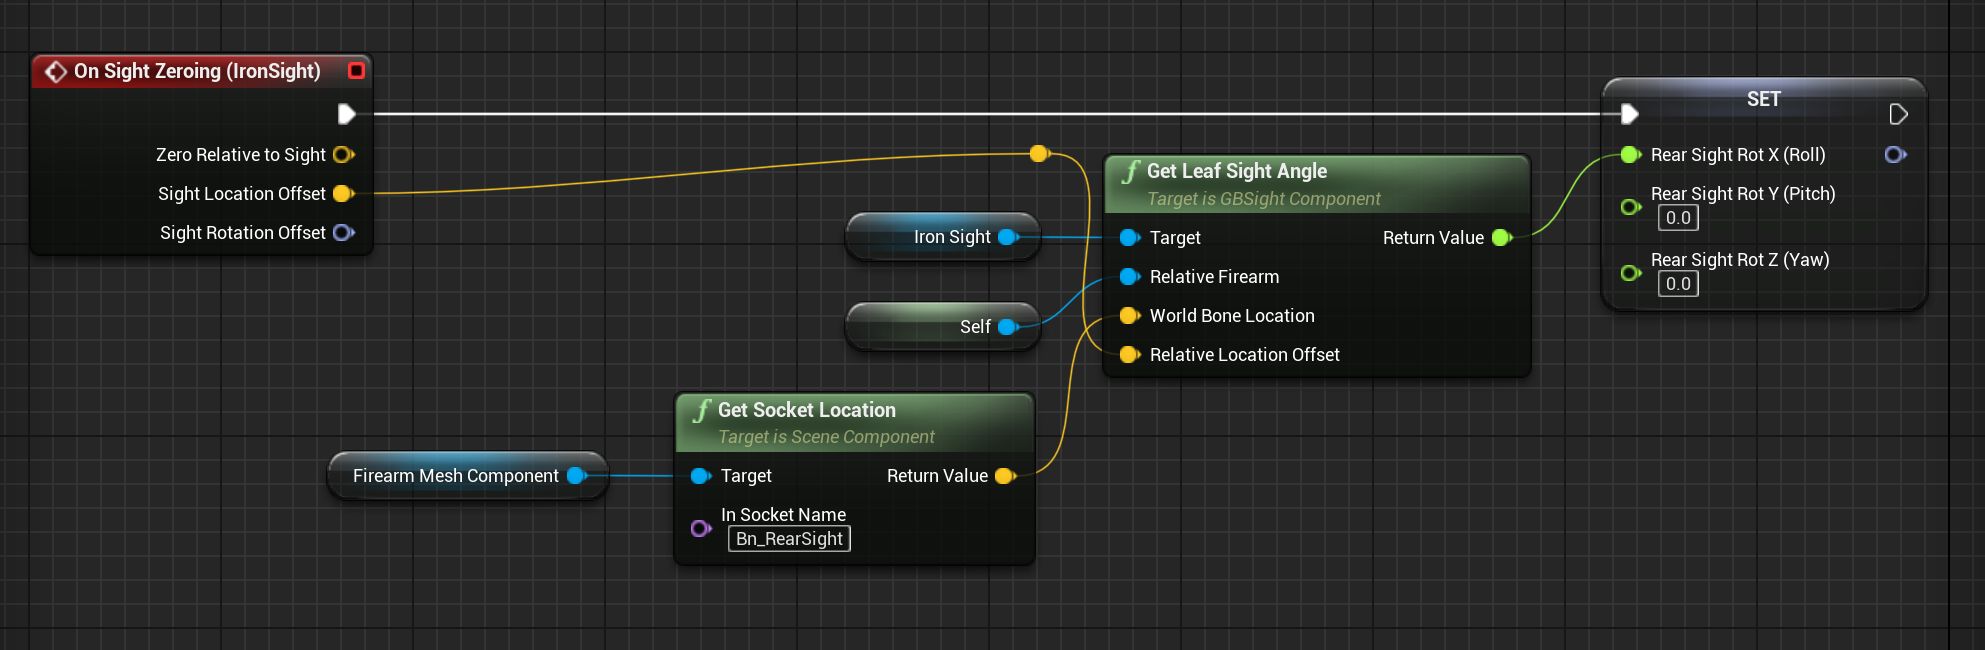 On Sight Zeroing (IronSight)
Zero Relative to Sight
Sight Location Offset
Sight Rotation Offset
Iron Sight
Self
Firearm Mesh Component
f Get Socket Location
Target is Scene Component
Target
Return Value
In Socket Name
Bn_RearSight
f Get Leaf Sight Angle
Target is GBSight Component
Target
Return Value
Relative Firearm
World Bone Location
Relative Location Offset
SET
Rear Sight Rot X (Roll)
Rear Sight Rot Y (Pitch)
0.0
Rear Sight Rot Z (Yaw)
0.0